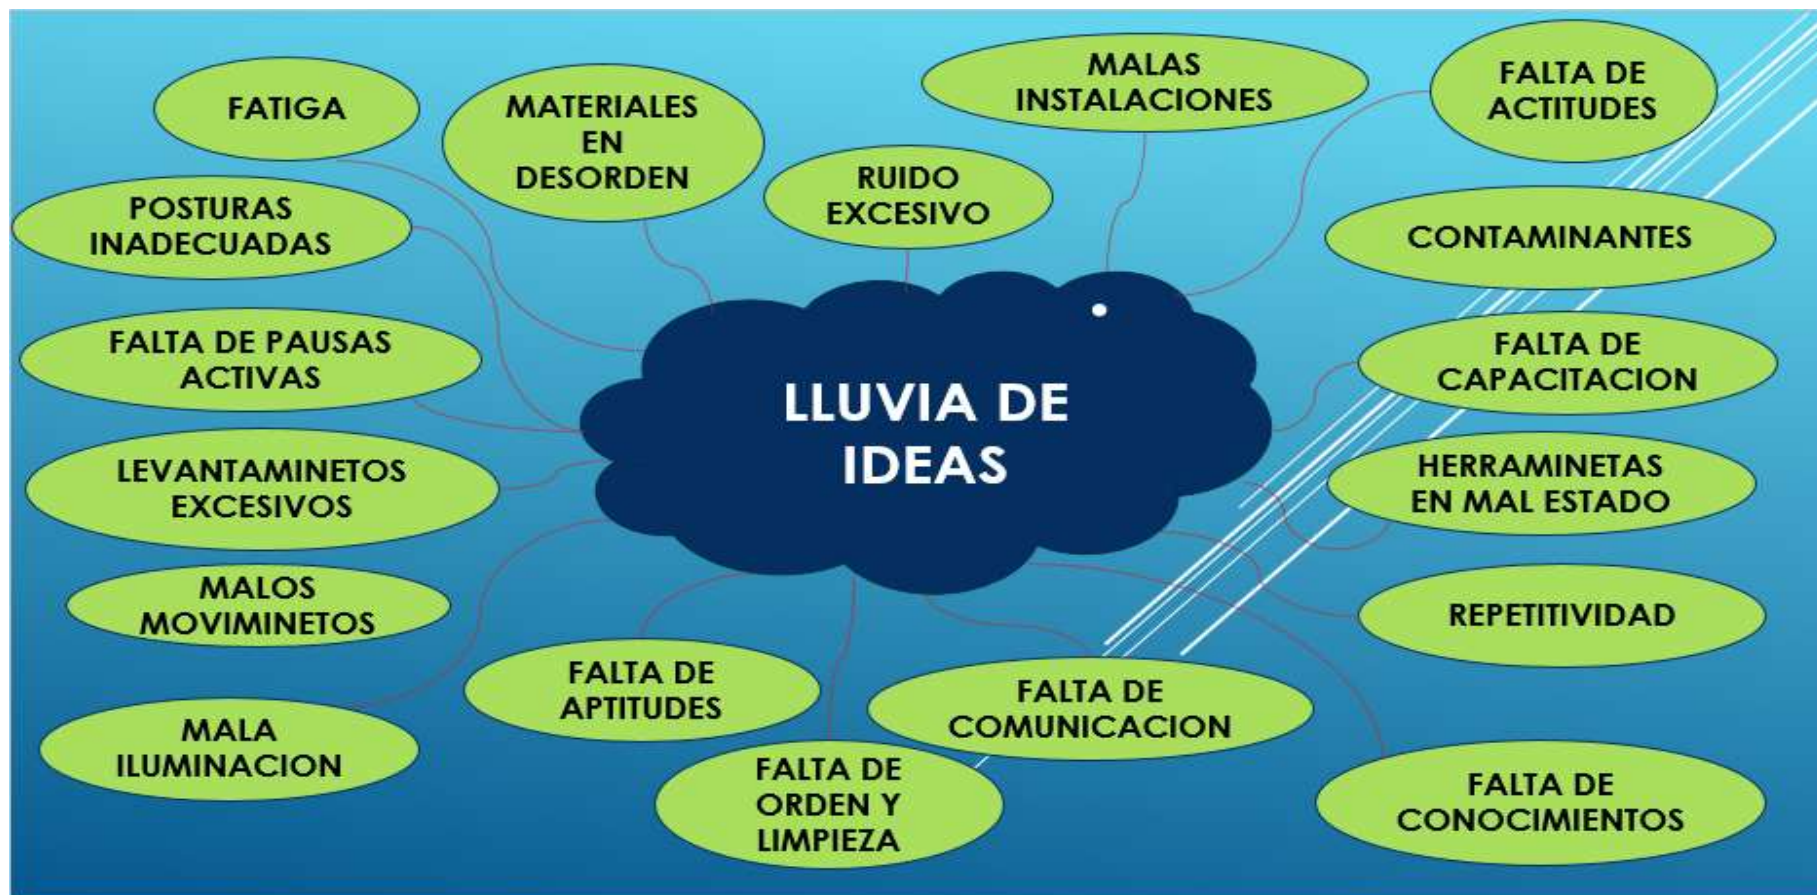 FATIGA
MATERIALES
EN
DESORDEN
RUIDO
EXCESIVO
MALAS
INSTALACIONES
FALTA DE
ACTITUDES
POSTURAS
INADECUADAS
CONTAMINANTES
FALTA DE PAUSAS
ACTIVAS
FALTA DE
CAPACITACION
LLUVIA DE
IDEAS
LEVANTAMINETOS
EXCESIVOS
HERRAMINETAS
EN MAL ESTADO
MALOS
MOVIMINETOS
REPETITIVIDAD
MALA
ILUMINACION
FALTA DE
APTITUDES
FALTA DE
ORDEN Y
LIMPIEZA
FALTA DE
COMUNICACION
FALTA DE
CONOCIMIENTOS